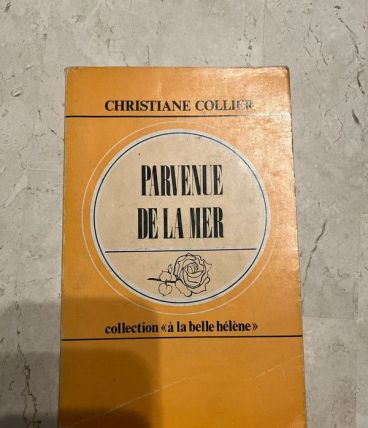 CHRISTIANE COLLIER
PARVENUE
DE LA MER
collection «à la belle hélène»